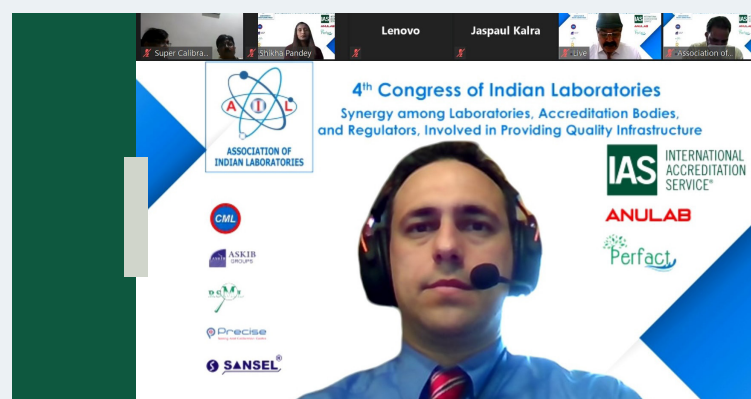 Super Calibra...
Shikha Pandey
Lenovo
Jaspaul Kalra
Live
Association of...
4th Congress of Indian Laboratories
Synergy among Laboratories, Accreditation Bodies,
and Regulators, Involved in Providing Quality Infrastructure
A I L
ASSOCIATION OF
INDIAN LABORATORIES
IAS INTERNATIONAL
ACCREDITATION
SERVICE®
ANULAB
Perfact
CML
ASKIB
GROUPS
Precise
SANSEL®